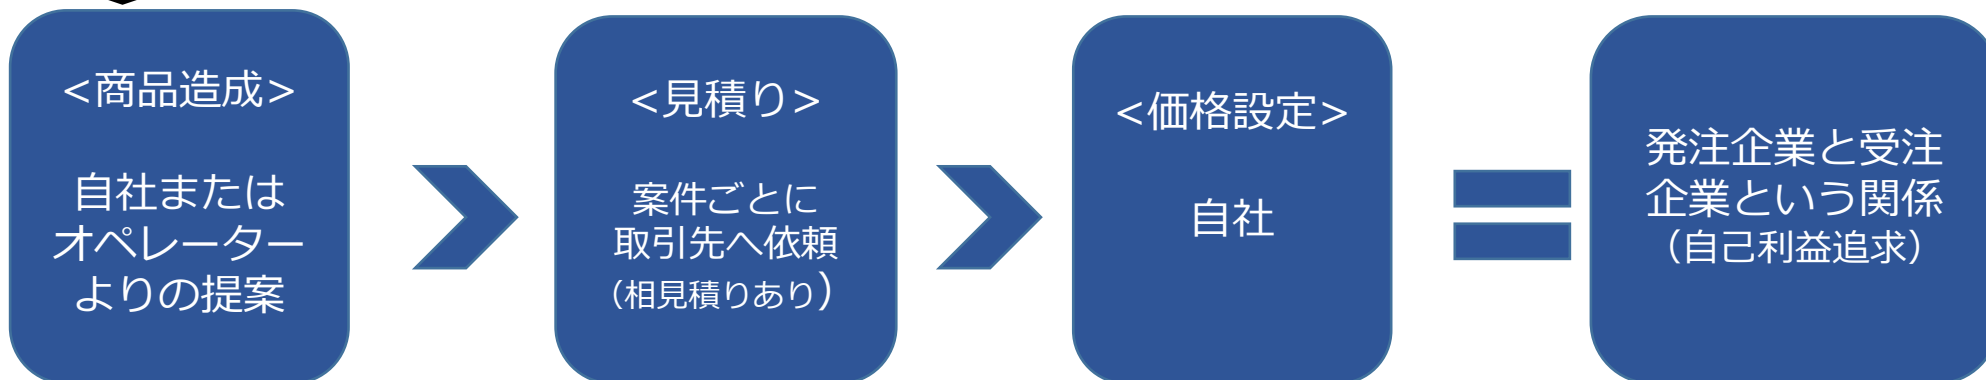 <商品造成>
自社または
オペレーター
よりの提案
<見積り>
案件ごとに
取引先へ依頼
（相見積りあり）
<価格設定>
自社
発注企業と受注
企業という関係
（自己利益追求）